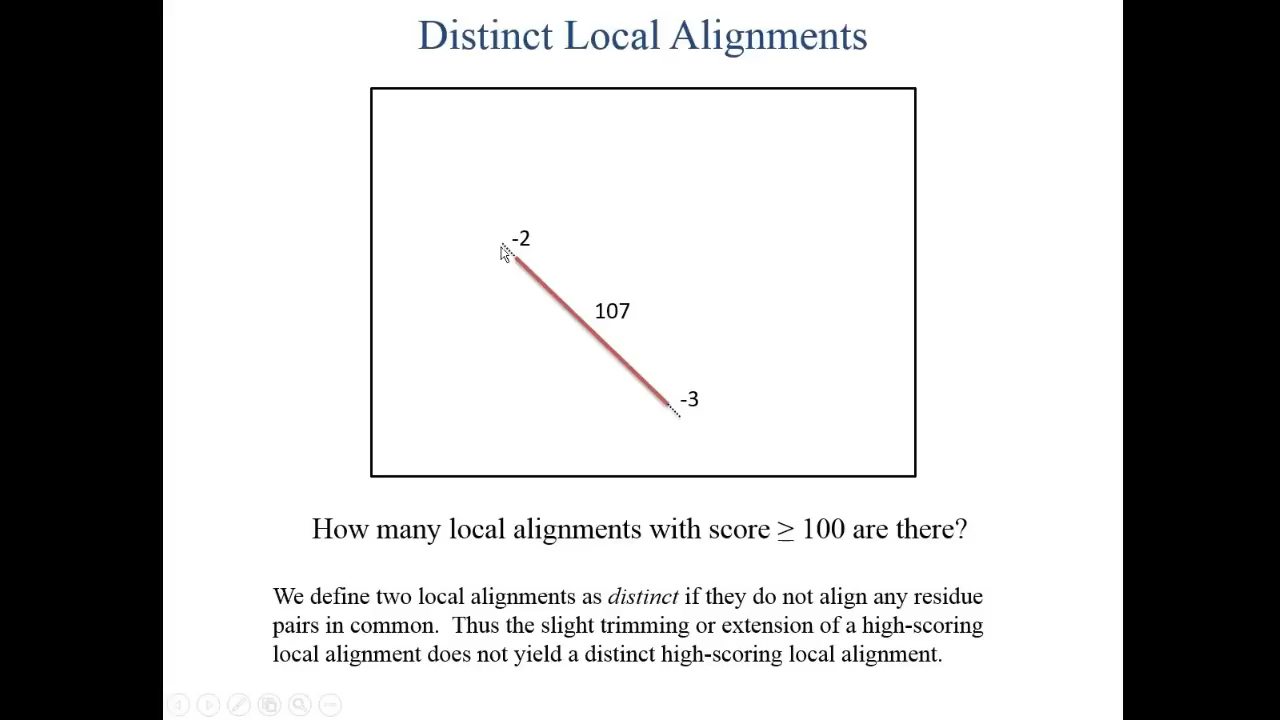 Distinct Local Alignments
-2
107
-3
How many local alignments with score ≥ 100 are there?
We define two local alignments as distinct if they do not align any residue
pairs in common. Thus the slight trimming or extension of a high-scoring
local alignment does not yield a distinct high-scoring local alignment.